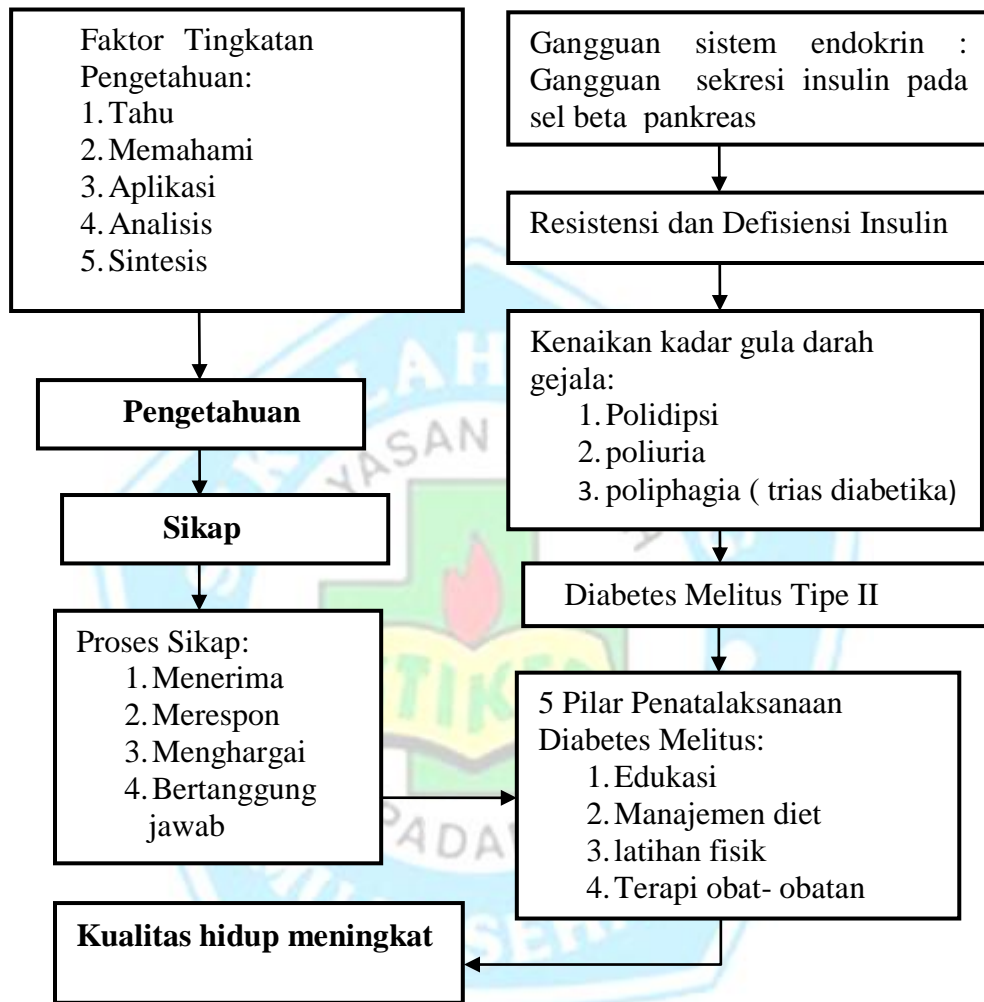 Faktor Tingkatan
Pengetahuan:
1. Tahu
2. Memahami
3. Aplikasi
4. Analisis
5. Sintesis
Pengetahuan
Sikap
Proses Sikap:
1. Menerima
2. Merespon
3. Menghargai
4. Bertanggung
jawab
Gangguan sistem endokrin :
Gangguan sekresi insulin pada
sel beta pankreas
Resistensi dan Defisiensi Insulin
Kenaikan kadar gula darah
gejala:
1. Polidipsi
2. poliuria
3. poliphagia ( trias diabetika)
Diabetes Melitus Tipe II
5 Pilar Penatalaksanaan
Diabetes Melitus:
1. Edukasi
2. Manajemen diet
3. latihan fisik
4. Terapi obat- obatan
Kualitas hidup meningkat
YASAN